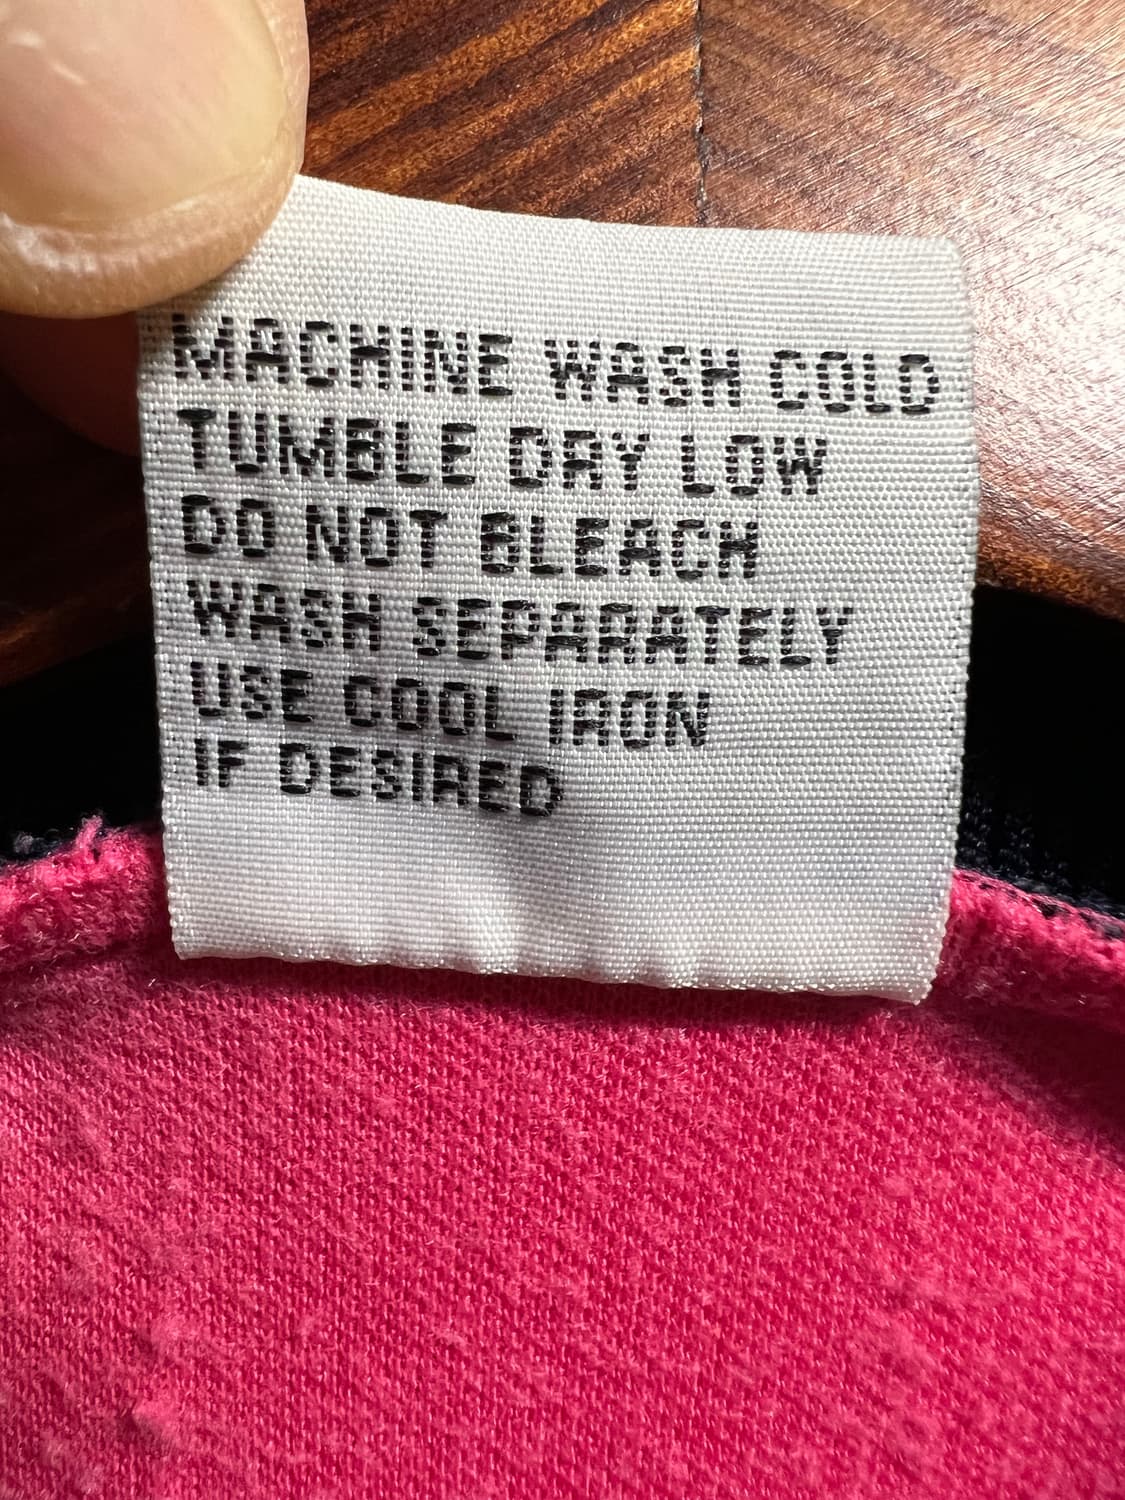 MACHINE WASH COLD
TUMBLE DRY LOW
DO NOT BLEACH
WASH SEPARATELY
USE COOL IRON
IF DESIRED